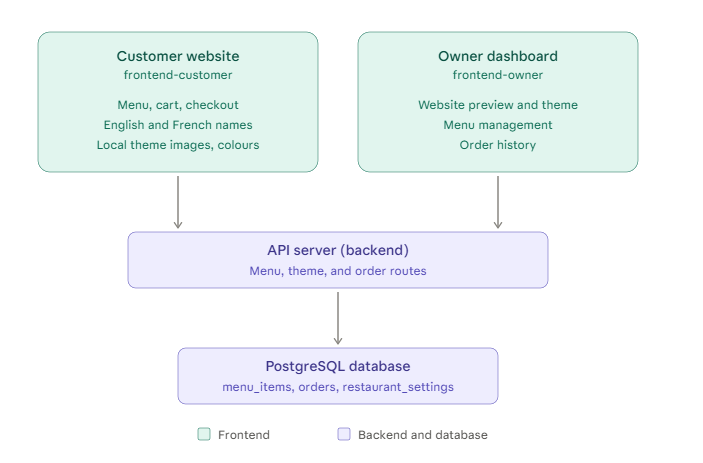 Customer website
frontend-customer
Menu, cart, checkout
English and French names
Local theme images, colours
Owner dashboard
frontend-owner
Website preview and theme
Menu management
Order history
API server (backend)
Menu, theme, and order routes
PostgreSQL database
menu_items, orders, restaurant_settings
Frontend
Backend and database